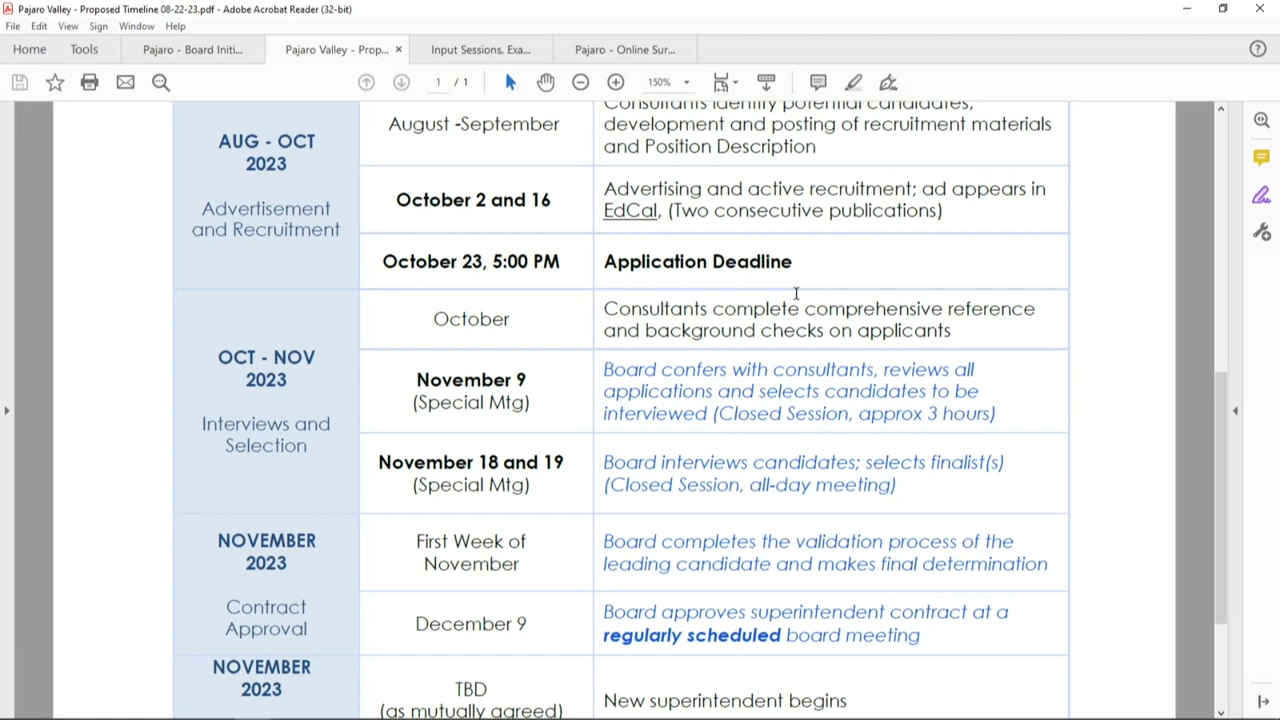 Pajaro Valley - Proposed Timeline 08-22-23.pdf - Adobe Acrobat Reader (32-bit)
File Edit View Sign Window Help
Home Tools Pajaro - Board Initi... Pajaro Valley - Prop... × Input Sessions, Exa... Pajaro - Online Sur...
1 / 1 150%
AUG - OCT
2023
Advertisement
and Recruitment
August -September
Consultants identify potential candidates,
development and posting of recruitment materials
and Position Description
October 2 and 16
Advertising and active recruitment; ad appears in
EdCal, (Two consecutive publications)
October 23, 5:00 PM
Application Deadline
OCT - NOV
2023
Interviews and
Selection
October
Consultants complete comprehensive reference
and background checks on applicants
November 9
(Special Mtg)
Board confers with consultants, reviews all
applications and selects candidates to be
interviewed (Closed Session, approx 3 hours)
November 18 and 19
(Special Mtg)
Board interviews candidates; selects finalist(s)
(Closed Session, all-day meeting)
NOVEMBER
2023
Contract
Approval
First Week of
November
Board completes the validation process of the
leading candidate and makes final determination
December 9
Board approves superintendent contract at a
regularly scheduled board meeting
NOVEMBER
2023
TBD
(as mutually agreed)
New superintendent begins